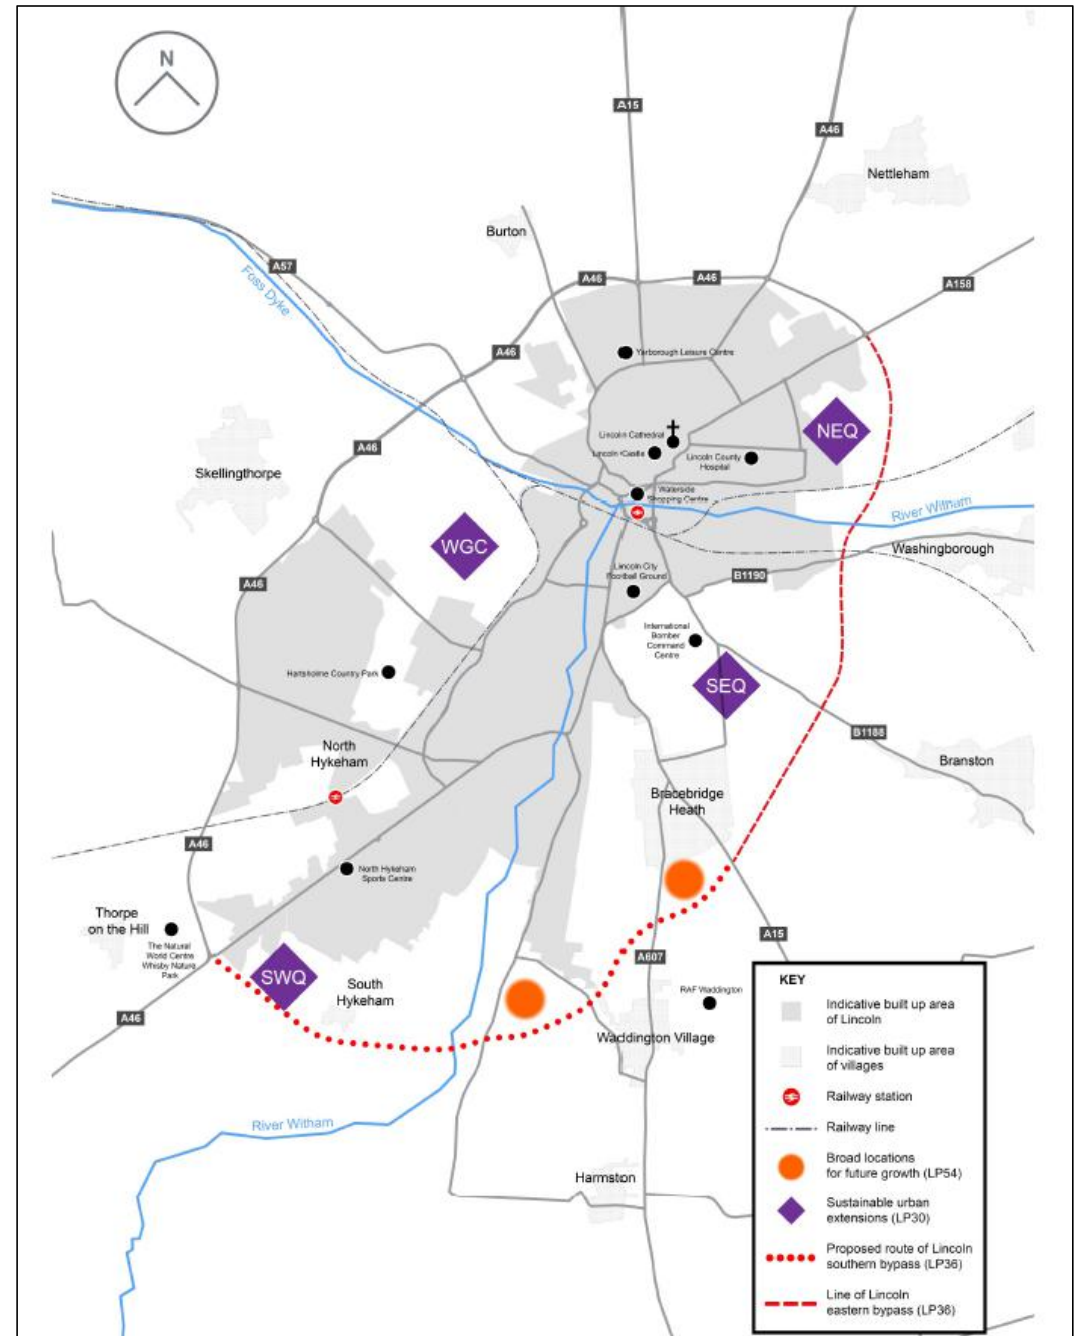 N
A15
A46
Nettleham
Burton
A57
Foss Dyke
A46
A46
A158
A46
Yarborough Leisure Centre
NEQ
Lincoln Cathedral
Lincoln Castle
Lincoln County
Hospital
A46
Skellingthorpe
Waterside
Shopping Centre
River Witham
WGC
Washingborough
A46
Lincoln City
Football Ground
B1190
International
Bomber
Command
Centre
Hartsholme Country Park
SEQ
B1188
North
Hykeham
Branston
Bracebridge
Heath
A46
North Hykeham
Sports Centre
Thorpe
on the Hill
The Natural
World Centre
Whisby Nature
Park
A15
A607
SWQ
South
Hykeham
RAF Waddington
A46
Waddington Village
River Witham
Harmston
KEY
Indicative built up area
of Lincoln
Indicative built up area
of villages
Railway station
Railway line
Broad locations
for future growth (LP54)
Sustainable urban
extensions (LP30)
Proposed route of Lincoln
southern bypass (LP36)
Line of Lincoln
eastern bypass (LP36)